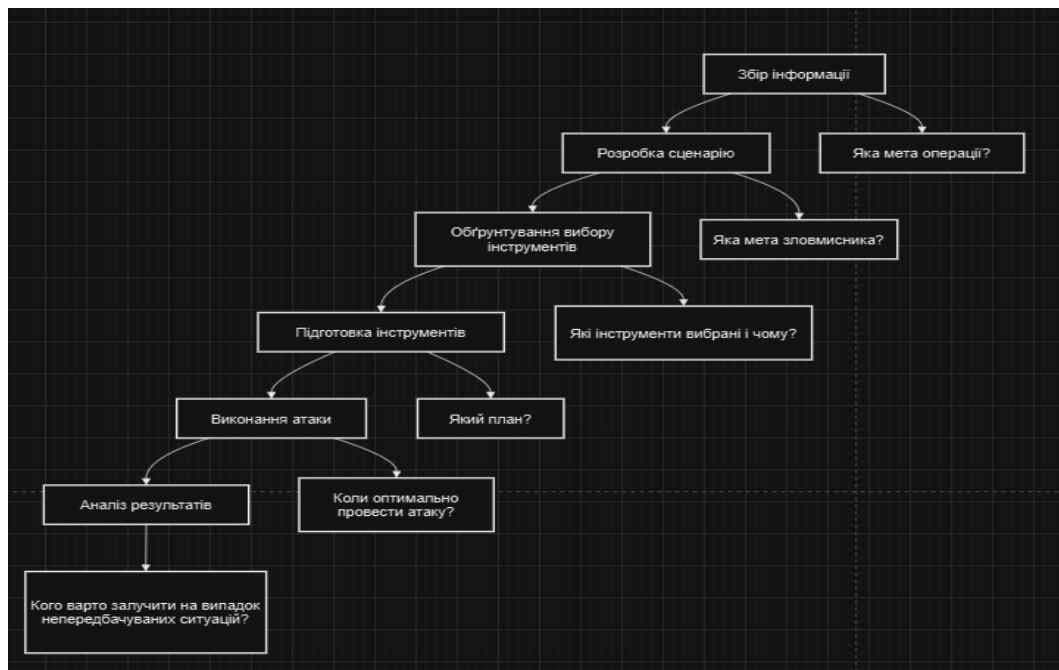 Збір інформації
Розробка сценарію
Яка мета операції?
Обґрунтування вибору
інструментів
Яка мета зловмисника?
Підготовка інструментів
Які інструменти вибрані і чому?
Виконання атаки
Який план?
Аналіз результатів
Коли оптимально
провести атаку?
Кого варто залучити на випадок
непередбачуваних ситуацій?